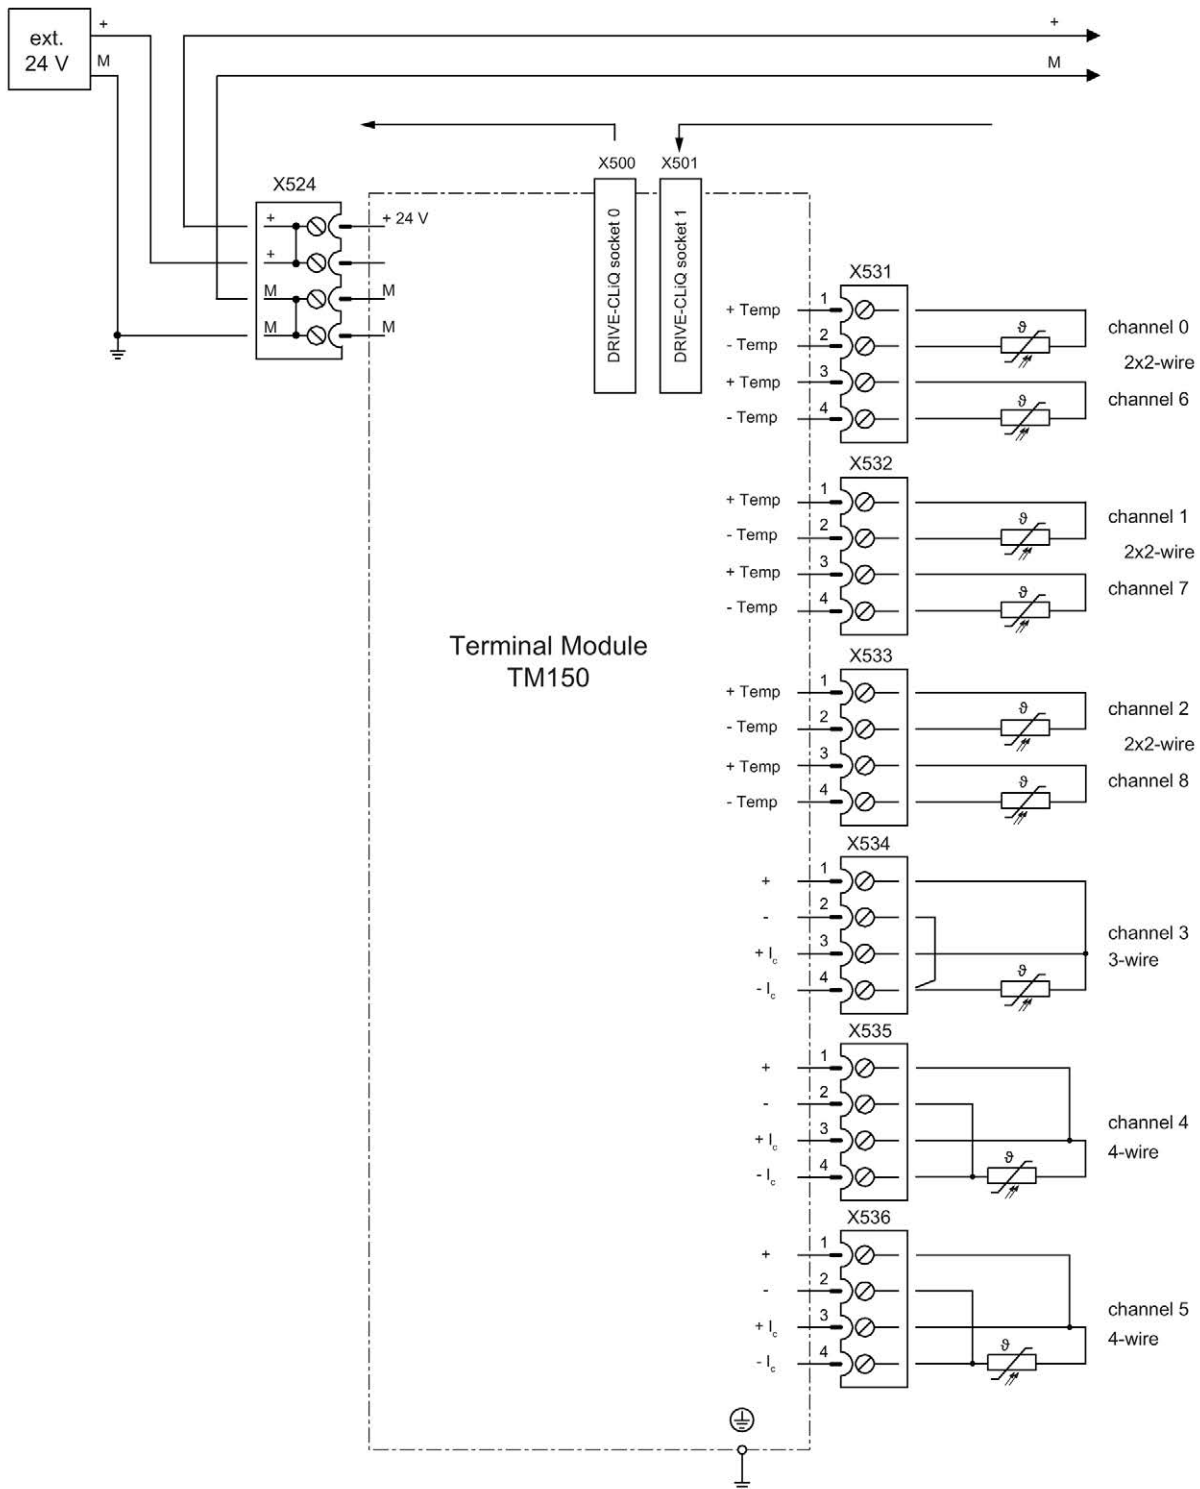 ext.
24 V
+
M
+
M
X500
X501
DRIVE-CLiQ socket 0
DRIVE-CLiQ socket 1
X524
+
+ 24 V
+
M
M
M
M
Terminal Module
TM150
X531
+ Temp
1
- Temp
2
+ Temp
3
- Temp
4
ϑ
ϑ
channel 0
2x2-wire
channel 6
X532
+ Temp
1
- Temp
2
+ Temp
3
- Temp
4
ϑ
ϑ
channel 1
2x2-wire
channel 7
X533
+ Temp
1
- Temp
2
+ Temp
3
- Temp
4
ϑ
ϑ
channel 2
2x2-wire
channel 8
X534
+
1
-
2
+ Ic
3
- Ic
4
ϑ
channel 3
3-wire
X535
+
1
-
2
+ Ic
3
- Ic
4
ϑ
channel 4
4-wire
X536
+
1
-
2
+ Ic
3
- Ic
4
ϑ
channel 5
4-wire